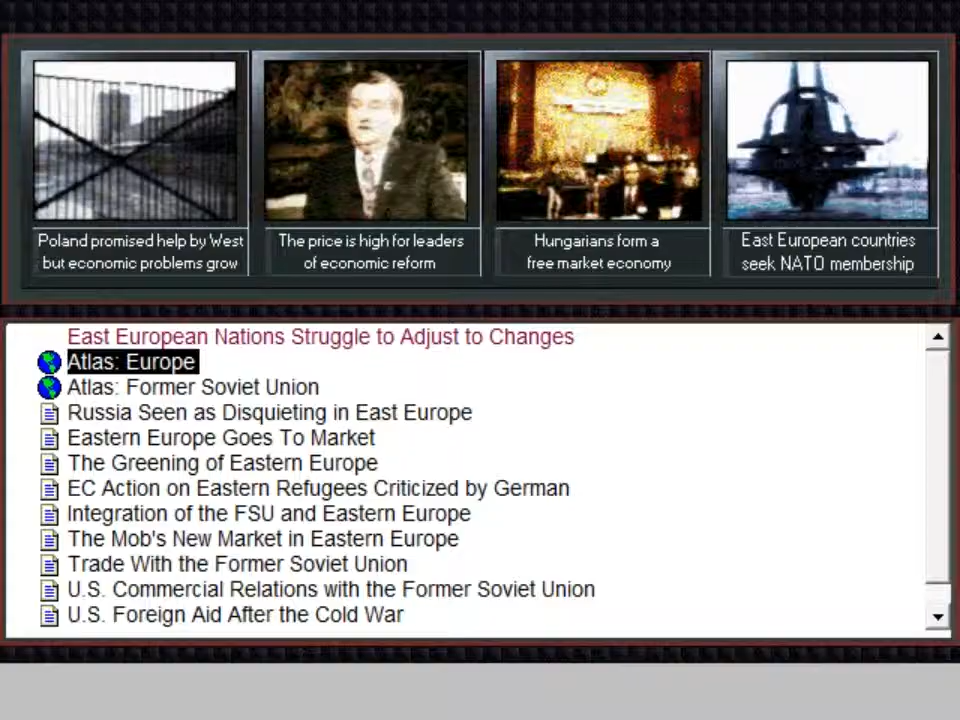 Poland promised help by West
but economic problems grow
The price is high for leaders
of economic reform
Hungarians form a
free market economy
East European countries
seek NATO membership
East European Nations Struggle to Adjust to Changes
Atlas: Europe
Atlas: Former Soviet Union
Russia Seen as Disquieting in East Europe
Eastern Europe Goes To Market
The Greening of Eastern Europe
EC Action on Eastern Refugees Criticized by German
Integration of the FSU and Eastern Europe
The Mob's New Market in Eastern Europe
Trade With the Former Soviet Union
U.S. Commercial Relations with the Former Soviet Union
U.S. Foreign Aid After the Cold War